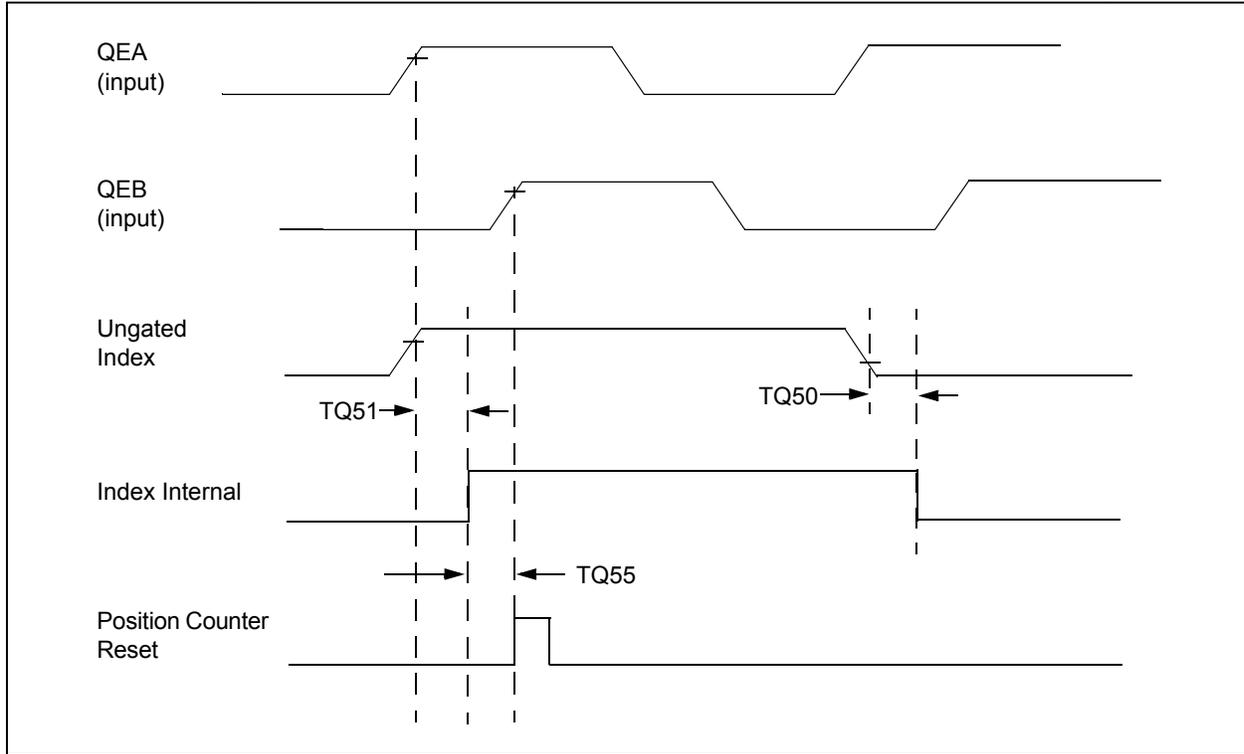 QEA
(input)
QEB
(input)
Ungated
Index
TQ51
TQ50
Index Internal
TQ55
Position Counter
Reset